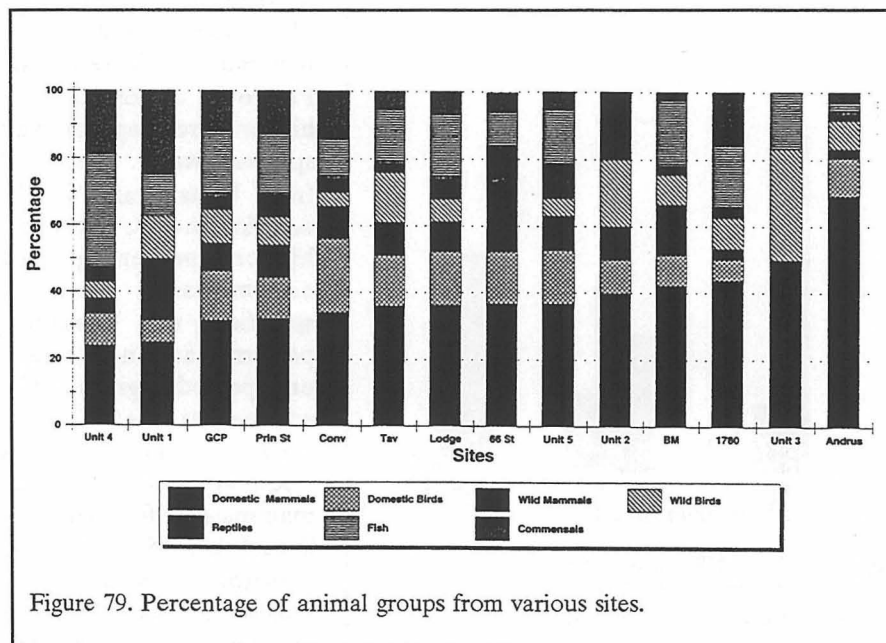 100
80
60
40
20
0
Percentage
Unit 4 Unit 1 GCP Prin St Conv Tav Lodge 66 St Unit 5 Unit 2 BM 1780 Unit 3 Andrus
Sites
Domestic Mammals Domestic Birds Wild Mammals Wild Birds
Reptiles Fish Commensals
Figure 79. Percentage of animal groups from various sites.